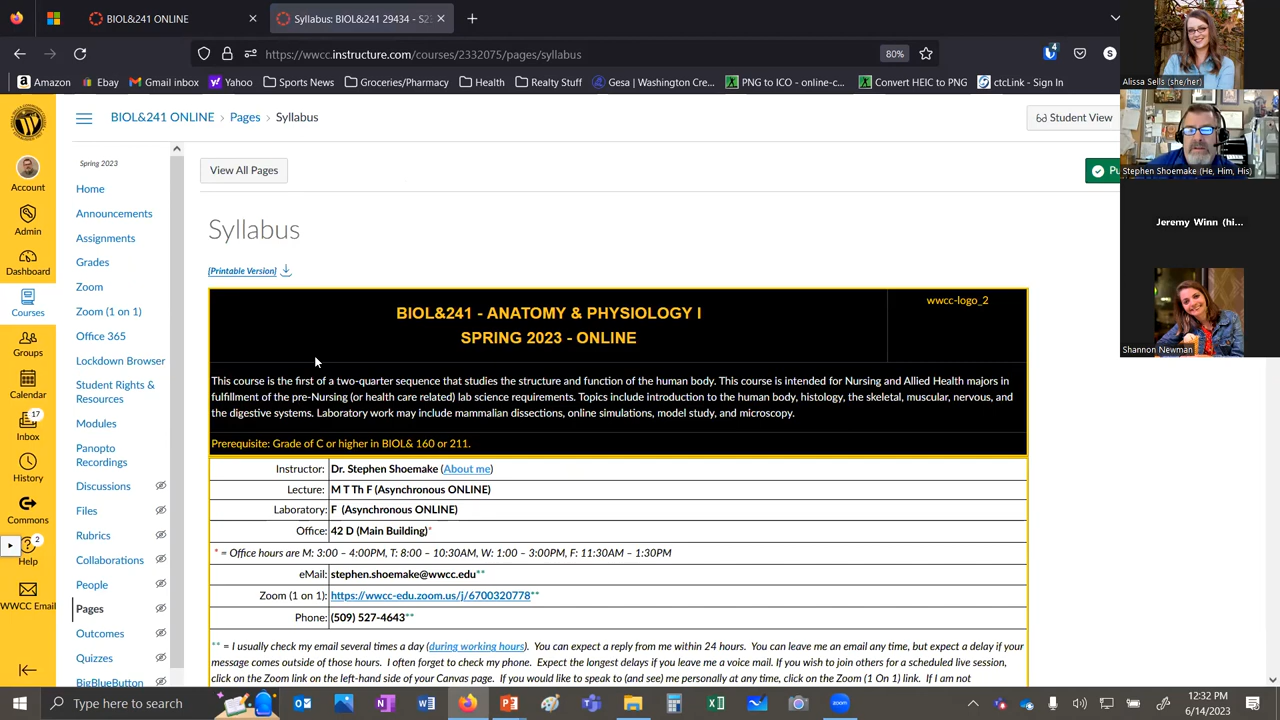 BIOL&241 ONLINE
Syllabus: BIOL&241 29434 - S23
https://wwcc.instructure.com/courses/2332075/pages/syllabus
80%
4
S
Amazon
Ebay
Gmail inbox
Yahoo
Sports News
Groceries/Pharmacy
Health
Realty Stuff
Gesa | Washington Cre...
PNG to ICO - online-c...
Convert HEIC to PNG
ctcLink - Sign In
Alissa Sells (she/her)
Stephen Shoemake (He, Him, His)
Jeremy Winn (hi...
Shannon Newman
Account
Admin
Dashboard
Courses
Groups
Calendar
17
Inbox
History
Commons
2
Help
WWCC Email
BIOL&241 ONLINE > Pages > Syllabus
Student View
Spring 2023
Home
Announcements
Assignments
Grades
Zoom
Zoom (1 on 1)
Office 365
Lockdown Browser
Student Rights &
Responsibilities
Modules
Panopto
Recordings
Discussions
Files
Rubrics
Collaborations
People
Pages
Outcomes
Quizzes
BigBlueButton
View All Pages
Pu
Syllabus
[Printable Version]
BIOL&241 - ANATOMY & PHYSIOLOGY I
SPRING 2023 - ONLINE
wwcc-logo_2
This course is the first of a two-quarter sequence that studies the structure and function of the human body. This course is intended for Nursing and Allied Health majors in
fulfillment of the pre-Nursing (or health care related) lab science requirements. Topics include introduction to the human body, histology, the skeletal, muscular, nervous, and
the digestive systems. Laboratory work may include mammalian dissections, online simulations, model study, and microscopy.
Prerequisite: Grade of C or higher in BIOL& 160 or 211.
Instructor: Dr. Stephen Shoemake (About me)
Lecture: M T Th F (Asynchronous ONLINE)
Laboratory: F (Asynchronous ONLINE)
Office: 42 D (Main Building)*
* = Office hours are M: 3:00 – 4:00PM, T: 8:00 – 10:30AM, W: 1:00 – 3:00PM, F: 11:30AM – 1:30PM
eMail: stephen.shoemake@wwcc.edu**
Zoom (1 on 1): https://wwcc-edu.zoom.us/j/6700320778**
Phone: (509) 527-4643**
** = I usually check my email several times a day (during working hours). You can expect a reply from me within 24 hours. You can leave me an email any time, but expect a delay if your
message comes outside of those hours. I often forget to check my phone. Expect the longest delays if you leave me a voice mail. If you wish to join others for a scheduled live session,
click on the Zoom link on the left-hand side of your Canvas page. If you would like to speak to (and see) me personally at any time, click on the Zoom (1 On 1) link. If I am not
Type here to search
zoom
12:32 PM
6/14/2023